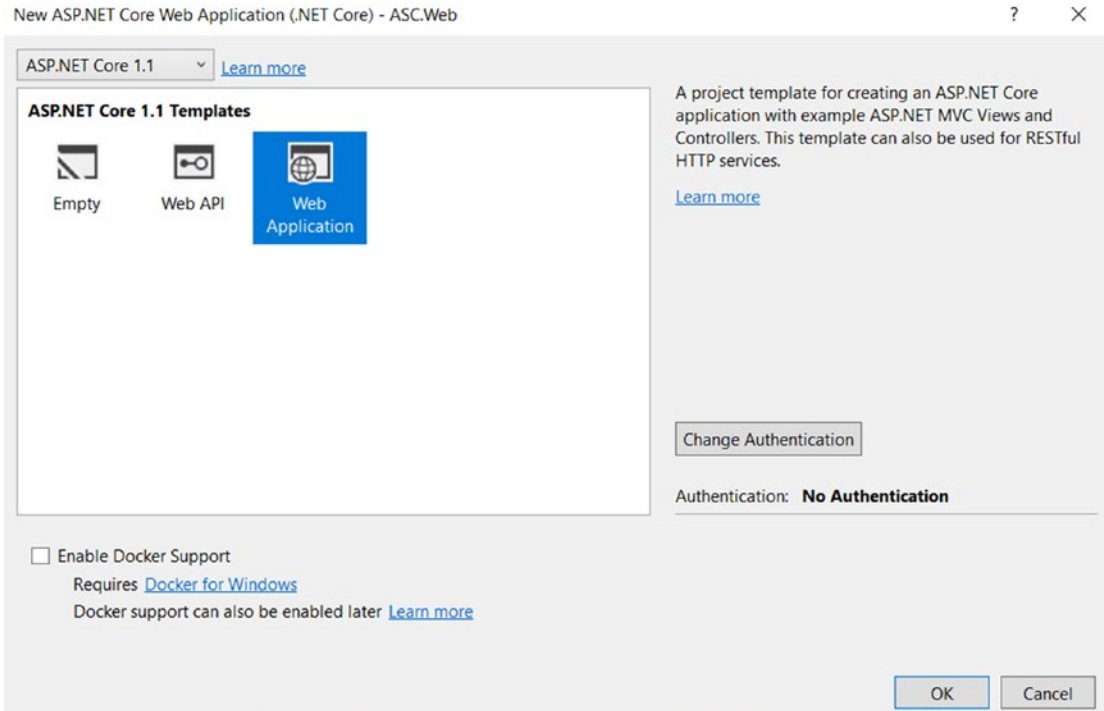 New ASP.NET Core Web Application (.NET Core) - ASC.Web
?
ASP.NET Core 1.1
Learn more
ASP.NET Core 1.1 Templates
Empty
Web API
Web
Application
A project template for creating an ASP.NET Core
application with example ASP.NET MVC Views and
Controllers. This template can also be used for RESTful
HTTP services.
Learn more
Change Authentication
Authentication: No Authentication
Enable Docker Support
Requires Docker for Windows
Docker support can also be enabled later Learn more
OK
Cancel